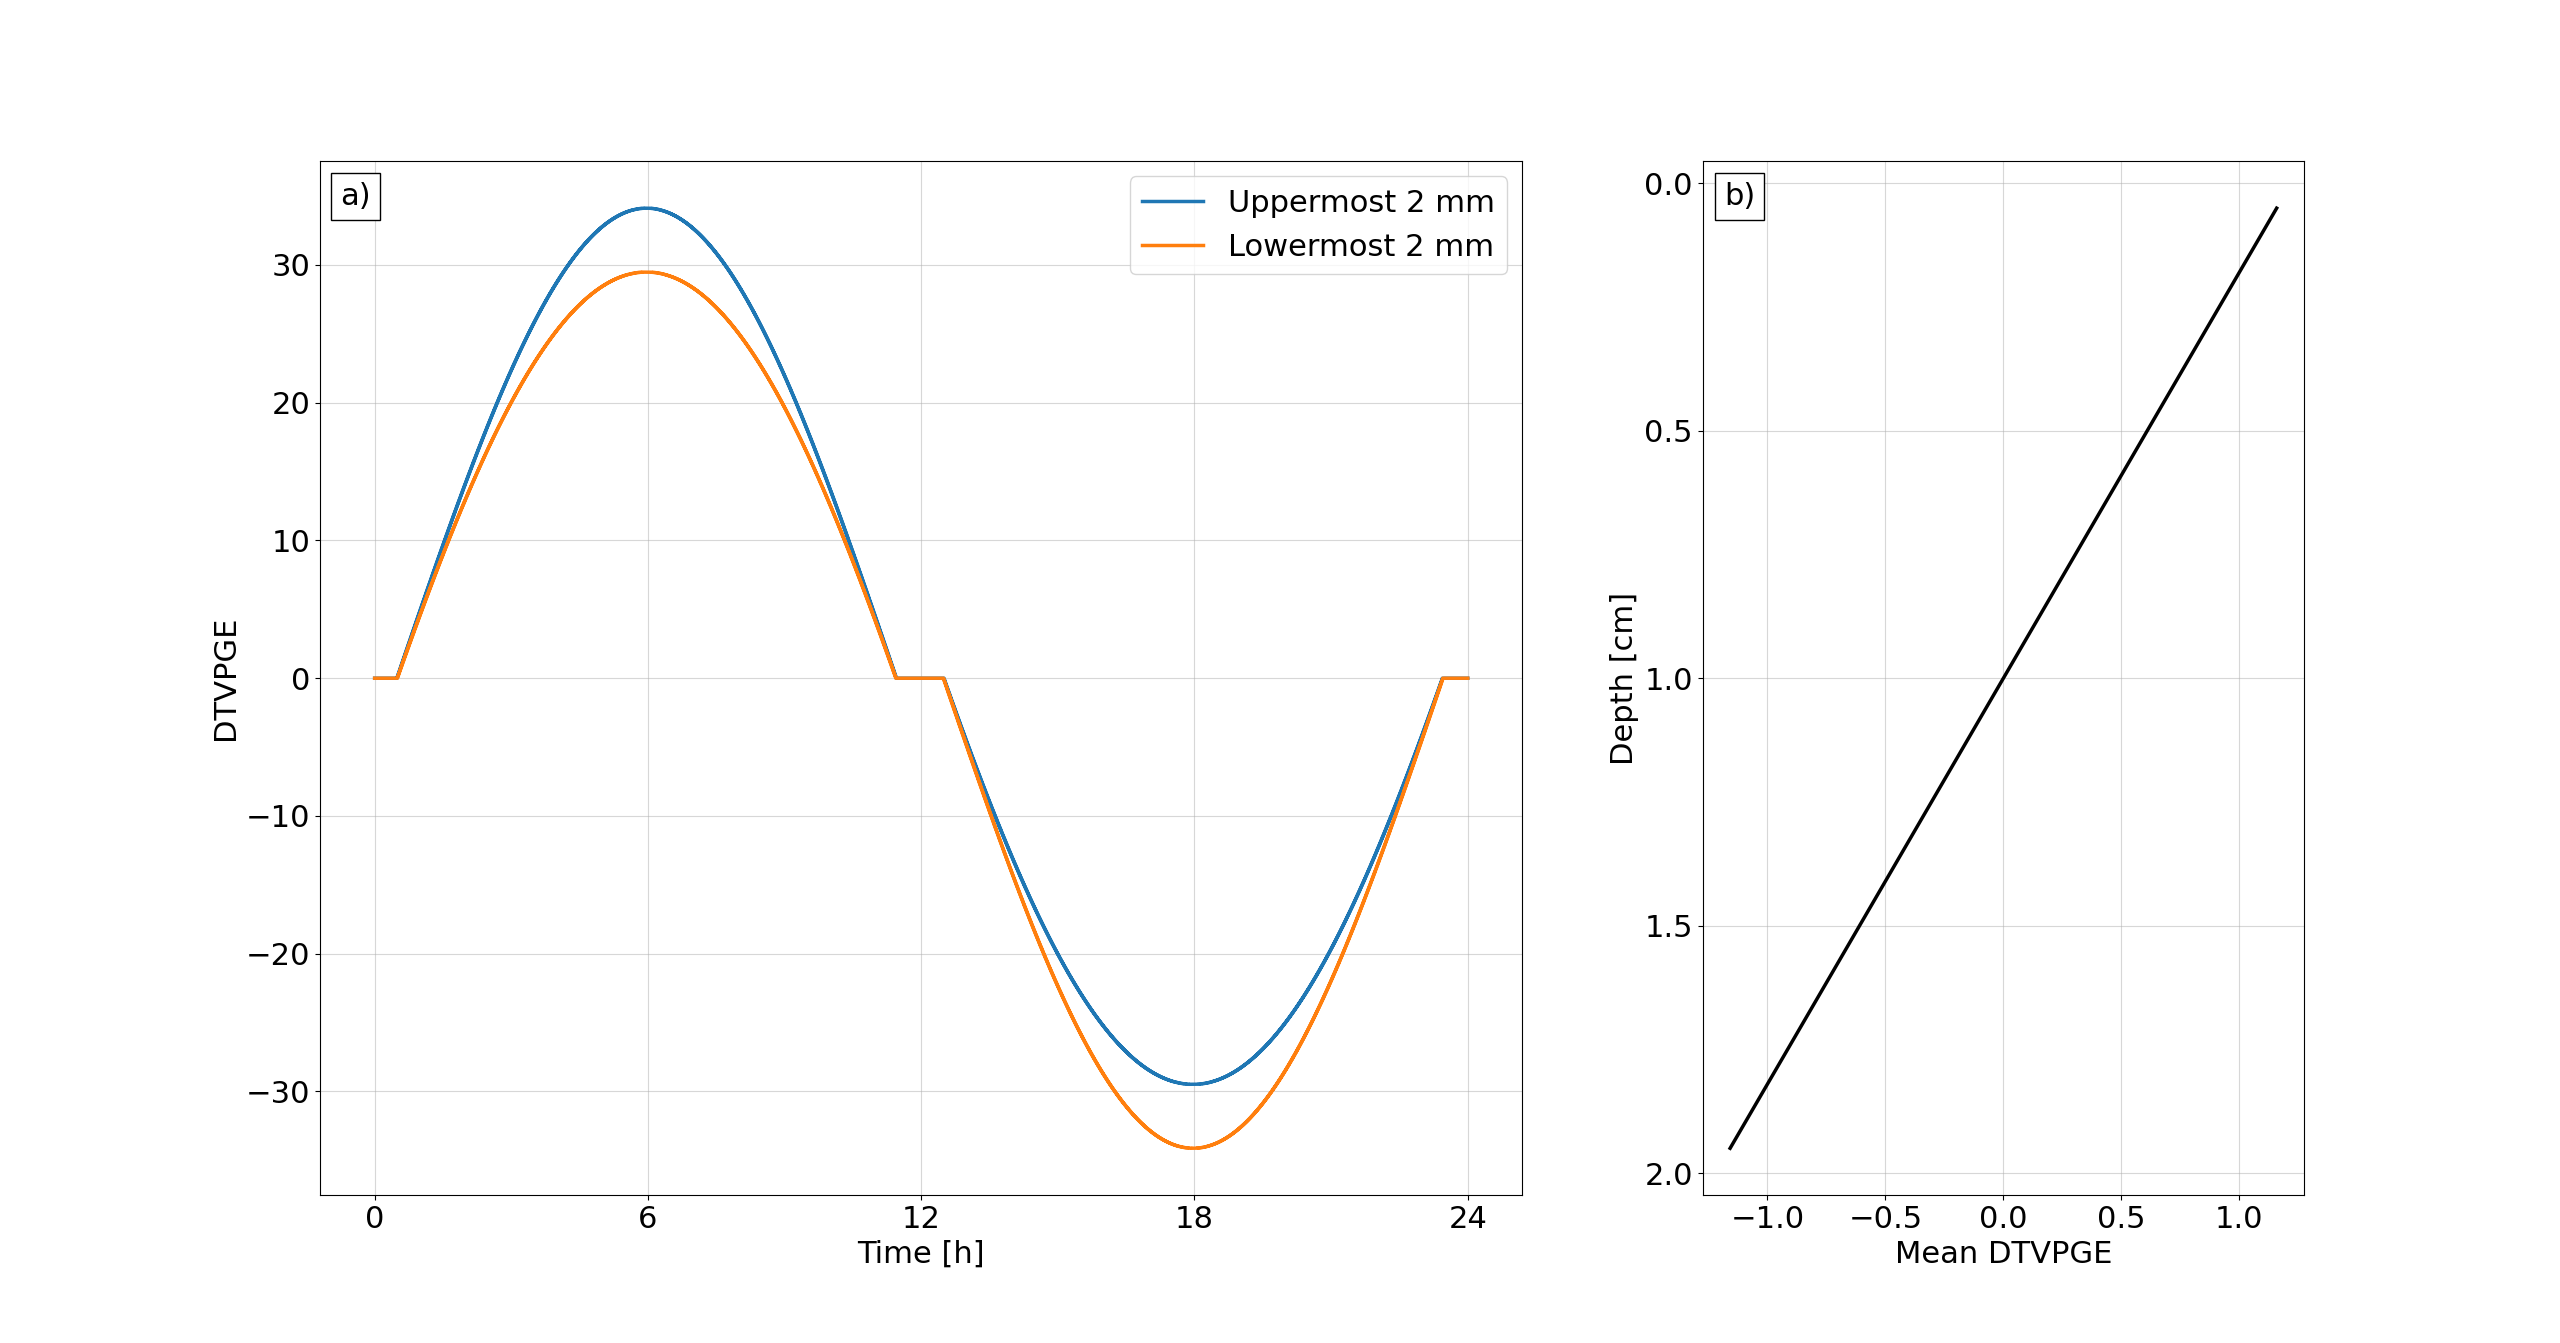 a)
Uppermost 2 mm
Lowermost 2 mm
30
20
10
0
−10
−20
−30
DTVPGE
0 6 12 18 24
Time [h]
b)
0.0
0.5
1.0
1.5
2.0
Depth [cm]
−1.0 −0.5 0.0 0.5 1.0
Mean DTVPGE